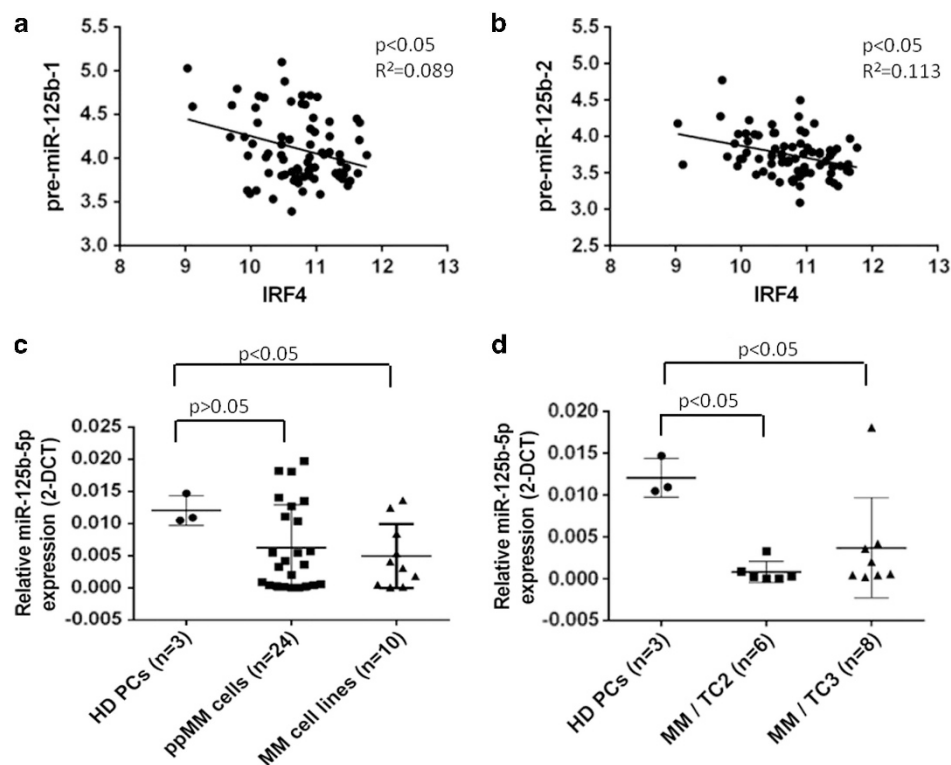 a
b
5.5
5.0
4.5
4.0
3.5
3.0
pre-miR-125b-1
p<0.05
R²=0.089
8 9 10 11 12 13
IRF4
5.5
5.0
4.5
4.0
3.5
3.0
2.5
pre-miR-125b-2
p<0.05
R²=0.113
8 9 10 11 12 13
IRF4
c
p<0.05
p>0.05
0.025
0.020
0.015
0.010
0.005
0.000
-0.005
Relative miR-125b-5p
expression (2-DCT)
HD PCs (n=3)
ppMM cells (n=24)
MM cell lines (n=10)
d
p<0.05
p<0.05
0.020
0.015
0.010
0.005
0.000
-0.005
Relative miR-125b-5p
expression (2-DCT)
HD PCs (n=3)
MM / TC2 (n=6)
MM / TC3 (n=8)